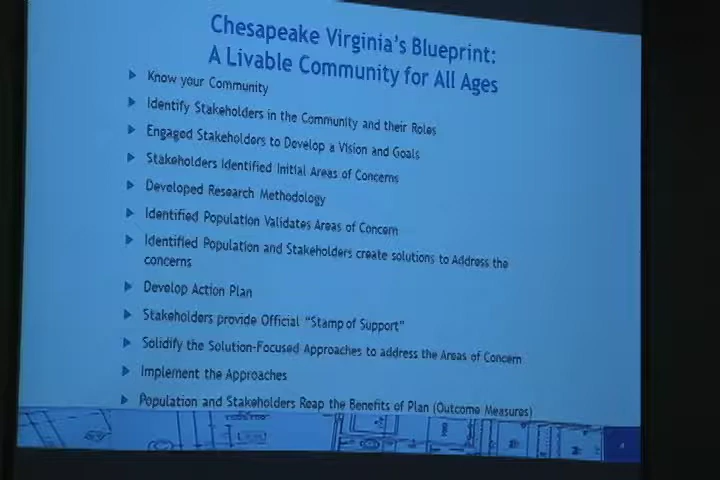 Chesapeake Virginia's Blueprint:
A Livable Community for All Ages
Know your Community
Identify Stakeholders in the Community and their Roles
Engaged Stakeholders to Develop a Vision and Goals
Stakeholders Identified Initial Areas of Concerns
Developed Research Methodology
Identified Population Validates Areas of Concern
Identified Population and Stakeholders create solutions to Address the
concerns
Develop Action Plan
Stakeholders provide Official "Stamp of Support"
Solidify the Solution-Focused Approaches to address the Areas of Concern
Implement the Approaches
Population and Stakeholders Reap the Benefits of Plan (Outcome Measures)